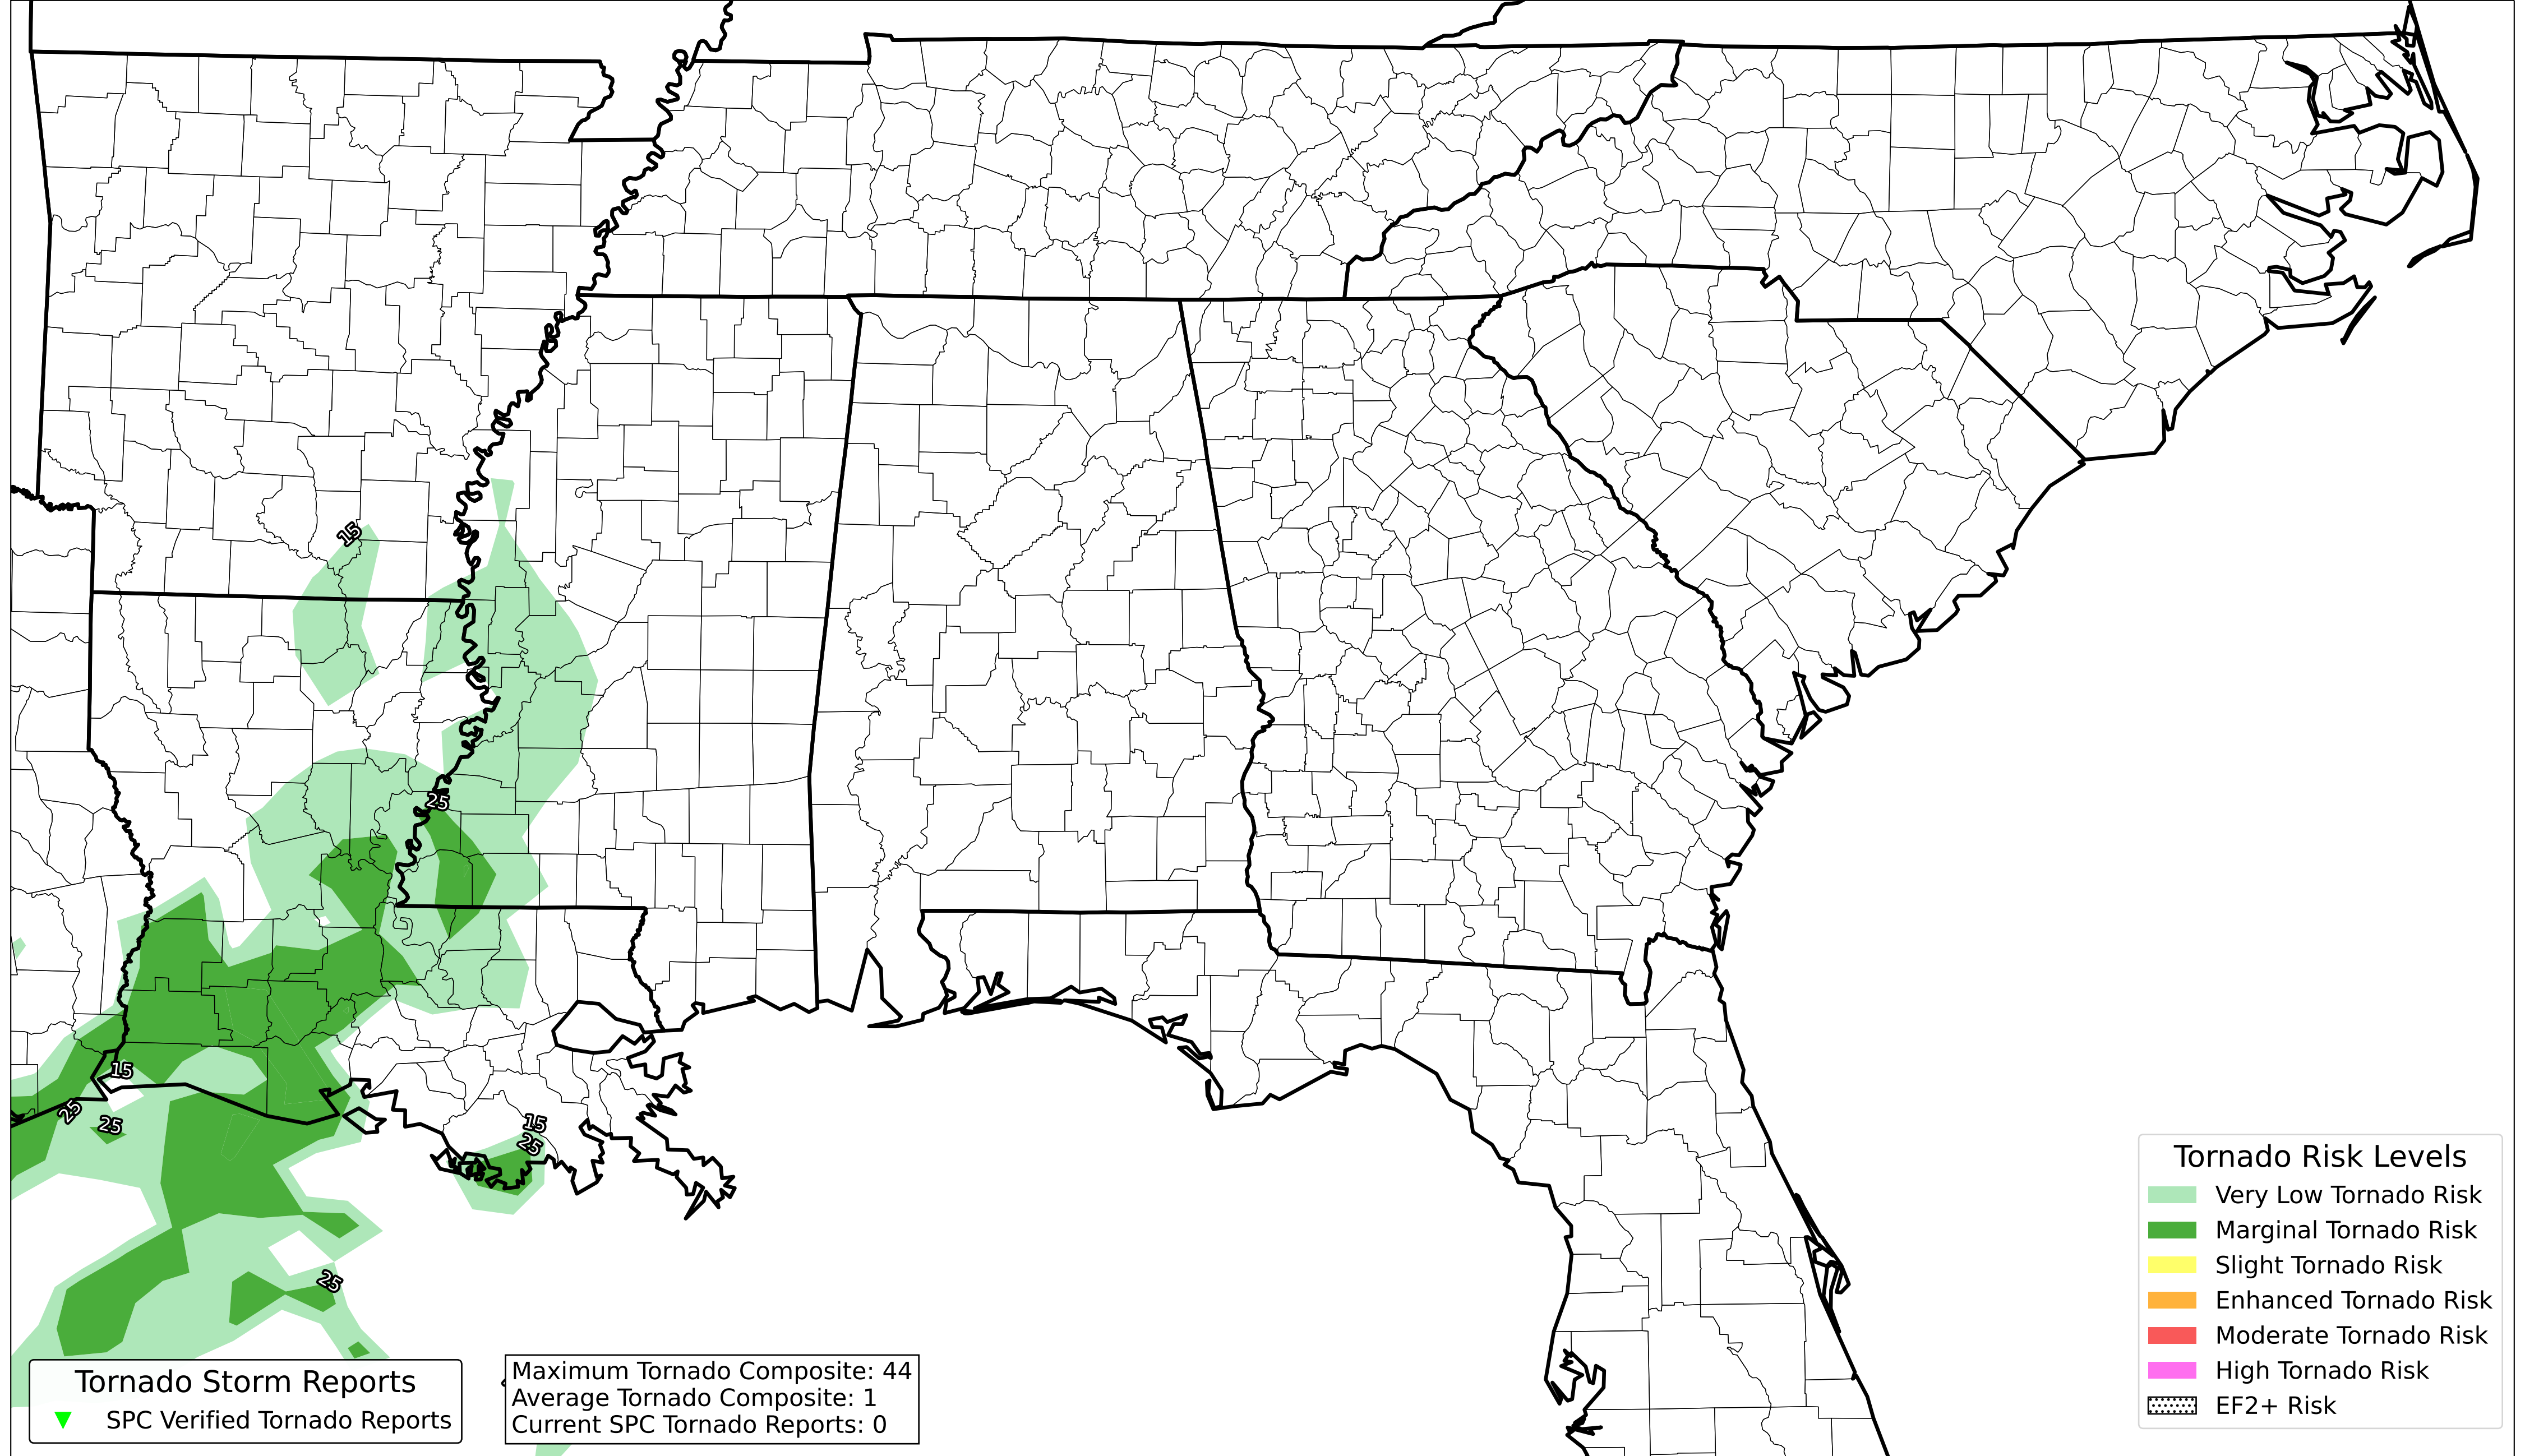 15
25
15
25
25
15
25
25
Tornado Risk Levels
Very Low Tornado Risk
Marginal Tornado Risk
Slight Tornado Risk
Enhanced Tornado Risk
Moderate Tornado Risk
High Tornado Risk
EF2+ Risk
Tornado Storm Reports
SPC Verified Tornado Reports
Maximum Tornado Composite: 44
Average Tornado Composite: 1
Current SPC Tornado Reports: 0